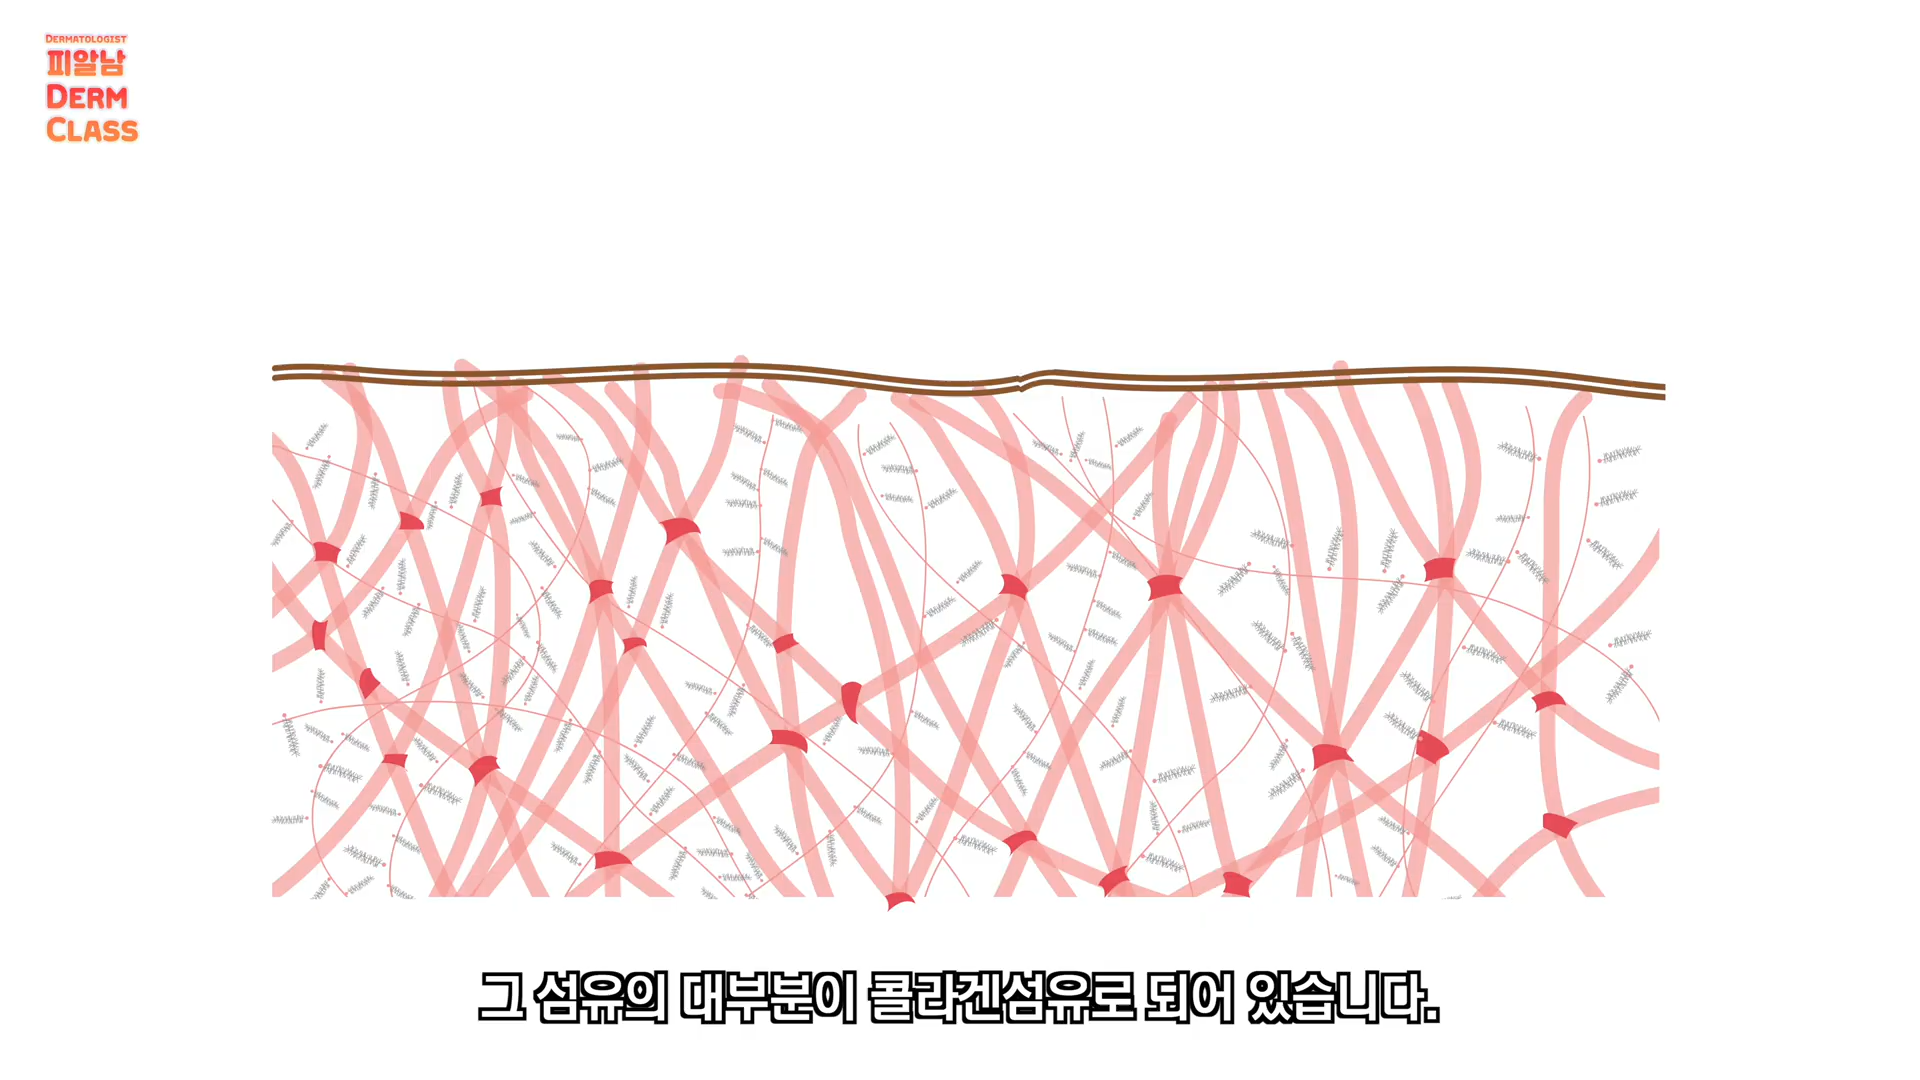 DERMATOLOGIST
피알남
DERM
CLASS
그 섬유의 대부분이 콜라겐섬유로 되어 있습니다.